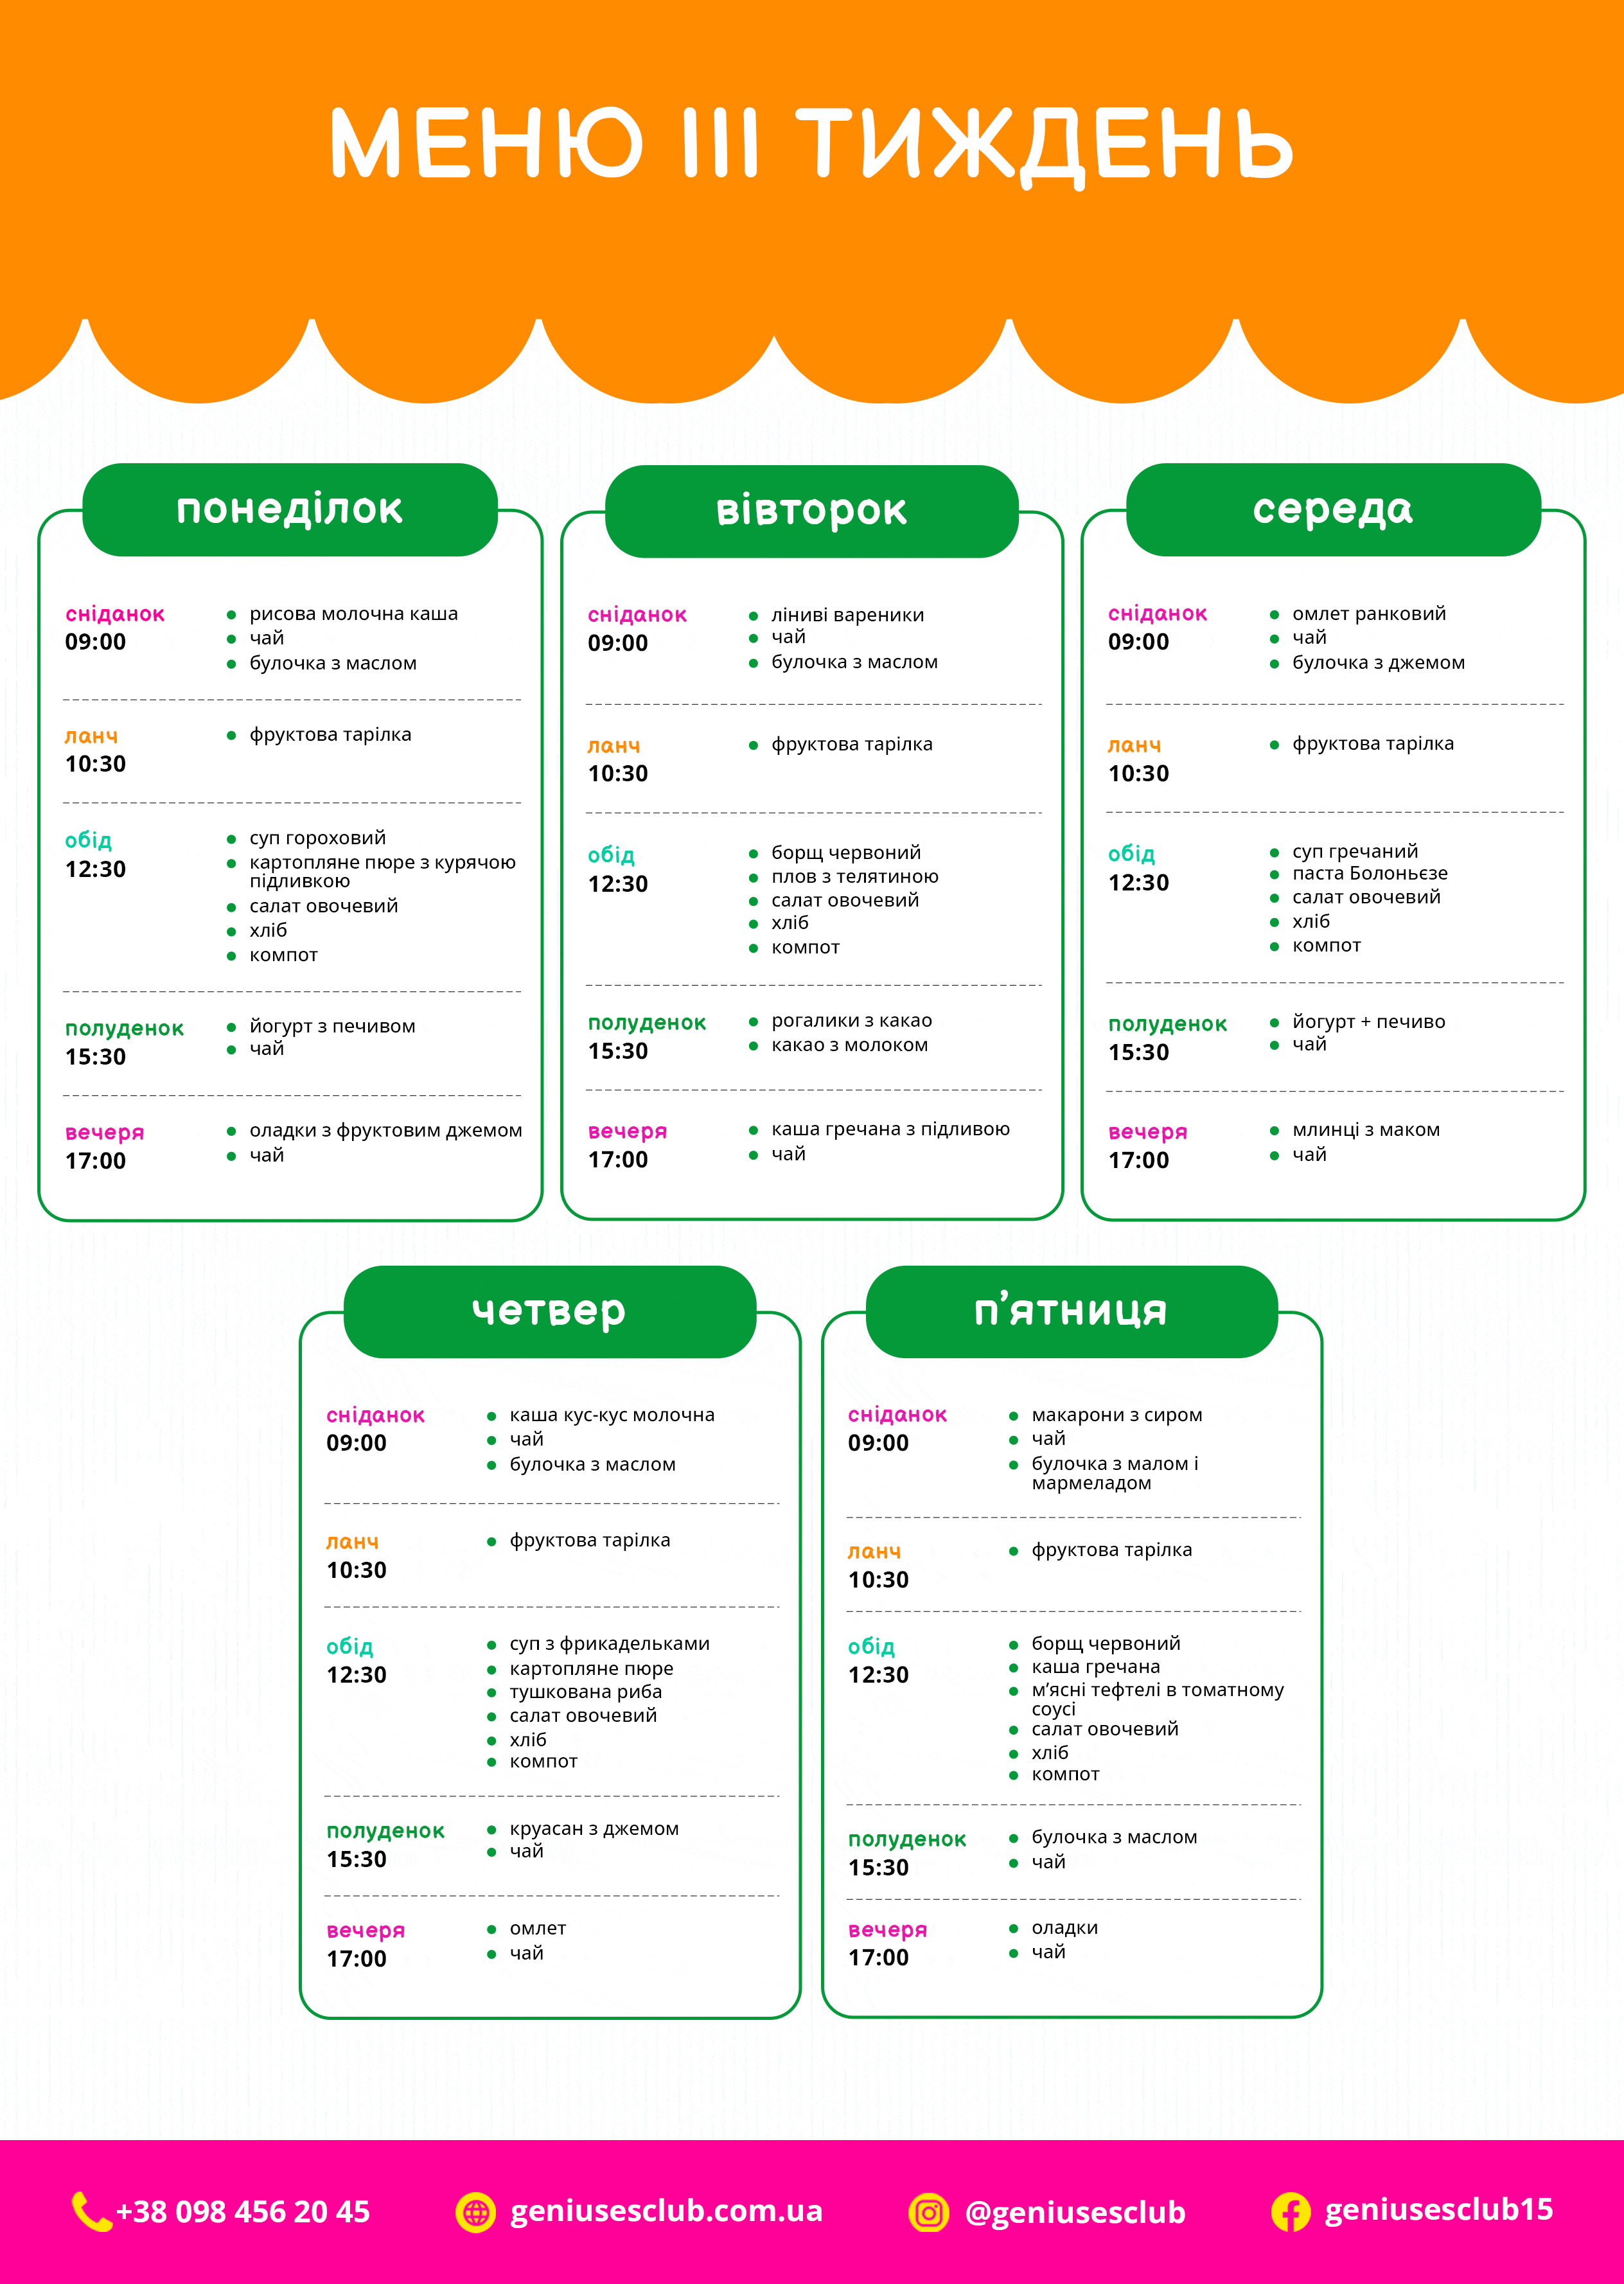 МЕНЮ III ТИЖДЕНЬ
понеділок
сніданок
09:00
рисова молочна каша
чай
булочка з маслом
ланч
10:30
фруктова тарілка
обід
12:30
суп гороховий
картопляне пюре з курячою
підливкою
салат овочевий
хліб
компот
полуденок
15:30
йогурт з печивом
чай
вечеря
17:00
оладки з фруктовим джемом
чай
вівторок
сніданок
09:00
ліниві вареники
чай
булочка з маслом
ланч
10:30
фруктова тарілка
обід
12:30
борщ червоний
плов з телятиною
салат овочевий
хліб
компот
полуденок
15:30
рогалики з какао
какао з молоком
вечеря
17:00
каша гречана з підливою
чай
середа
сніданок
09:00
омлет ранковий
чай
булочка з джемом
ланч
10:30
фруктова тарілка
обід
12:30
суп гречаний
паста Болоньєзе
салат овочевий
хліб
компот
полуденок
15:30
йогурт + печиво
чай
вечеря
17:00
млинці з маком
чай
четвер
сніданок
09:00
каша кус-кус молочна
чай
булочка з маслом
ланч
10:30
фруктова тарілка
обід
12:30
суп з фрикадельками
картопляне пюре
тушкована риба
салат овочевий
хліб
компот
полуденок
15:30
круасан з джемом
чай
вечеря
17:00
омлет
чай
п’ятниця
сніданок
09:00
макарони з сиром
чай
булочка з малом і
мармеладом
ланч
10:30
фруктова тарілка
обід
12:30
борщ червоний
каша гречана
м’ясні тефтелі в томатному
соусі
салат овочевий
хліб
компот
полуденок
15:30
булочка з маслом
чай
вечеря
17:00
оладки
чай
+38 098 456 20 45
geniusesclub.com.ua
@geniusesclub
geniusesclub15